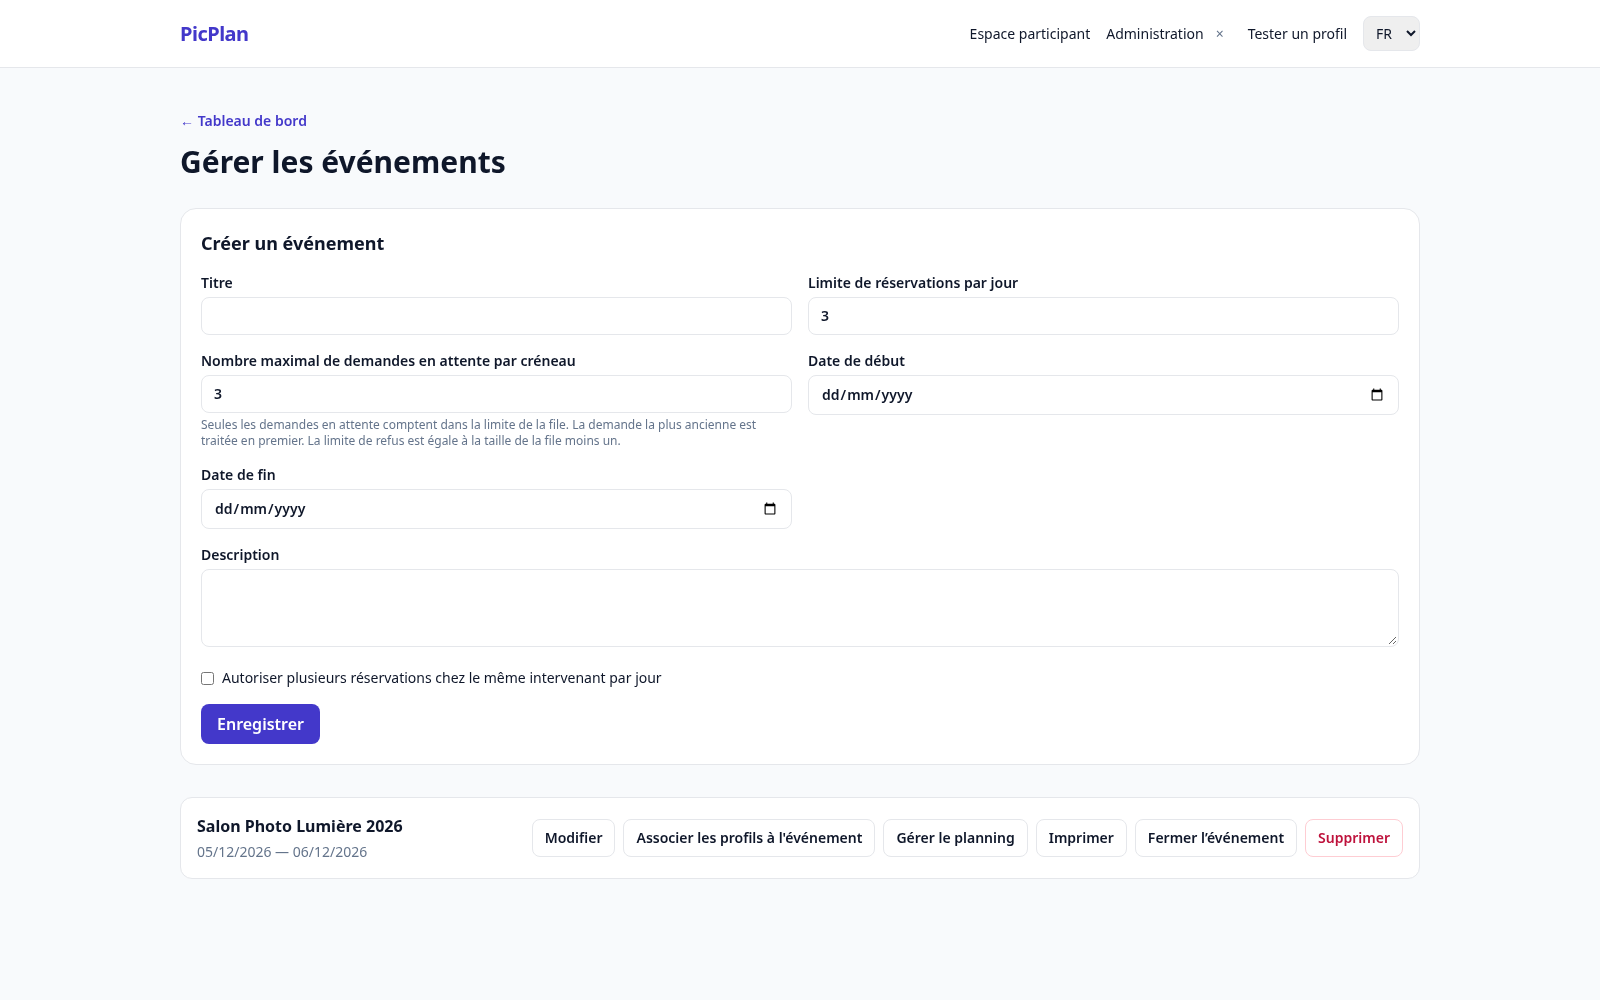 PicPlan
Espace participant
Administration
×
Tester un profil
FR
← Tableau de bord
Gérer les événements
Créer un événement
Titre
Limite de réservations par jour
3
Nombre maximal de demandes en attente par créneau
Date de début
3
dd/mm/yyyy
Seules les demandes en attente comptent dans la limite de la file. La demande la plus ancienne est
traitée en premier. La limite de refus est égale à la taille de la file moins un.
Date de fin
dd/mm/yyyy
Description
Autoriser plusieurs réservations chez le même intervenant par jour
Enregistrer
Salon Photo Lumière 2026
05/12/2026 — 06/12/2026
Modifier
Associer les profils à l'événement
Gérer le planning
Imprimer
Fermer l’événement
Supprimer